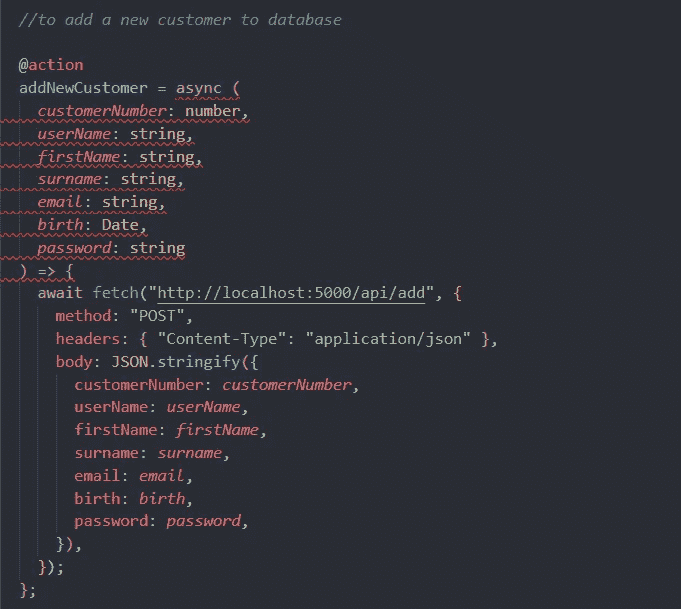 //to add a new customer to database
@action
addNewCustomer = async (
customerNumber: number,
userName: string,
firstName: string,
surname: string,
email: string,
birth: Date,
password: string
) => {
await fetch("http://localhost:5000/api/add", {
method: "POST",
headers: { "Content-Type": "application/json" },
body: JSON.stringify({
customerNumber: customerNumber,
userName: userName,
firstName: firstName,
surname: surname,
email: email,
birth: birth,
password: password,
}),
});
};